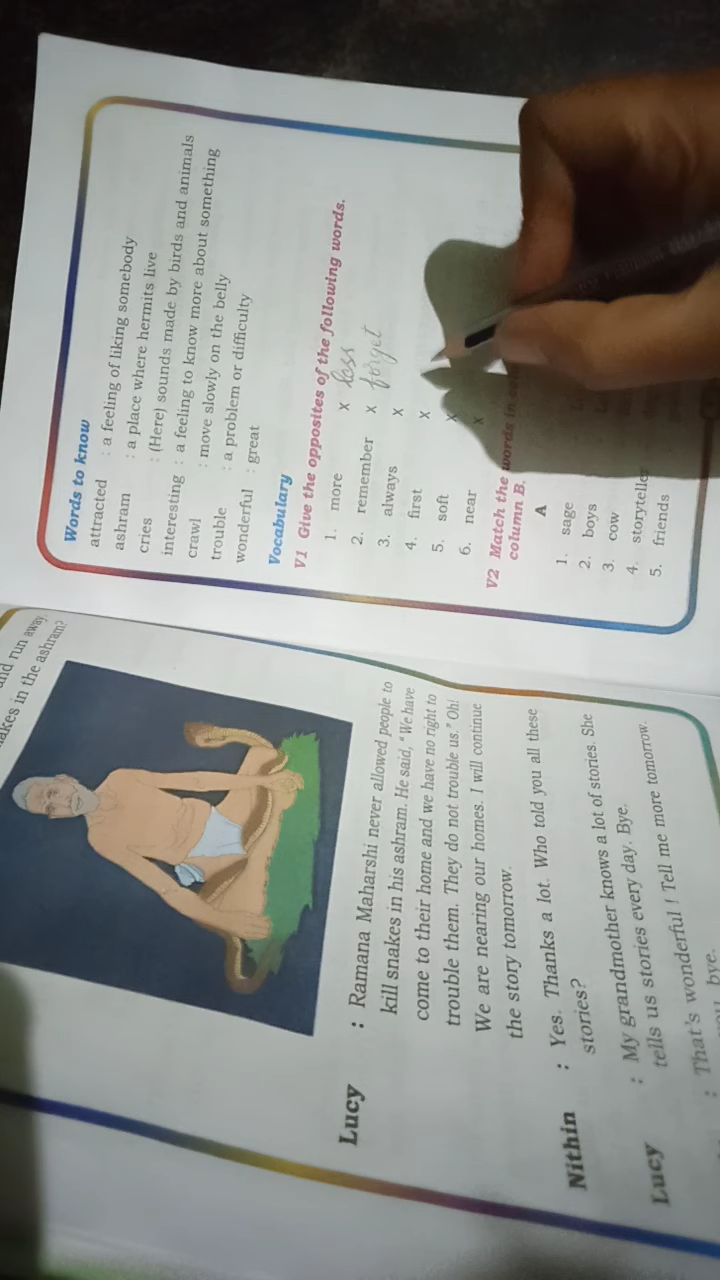 and run away.
akes in the ashram?
Lucy : Ramana Maharshi never allowed people to
kill snakes in his ashram. He said, "We have
come to their home and we have no right to
trouble them. They do not trouble us." Oh!
We are nearing our homes. I will continue
the story tomorrow.
Nithin : Yes. Thanks a lot. Who told you all these
stories?
Lucy : My grandmother knows a lot of stories. She
tells us stories every day. Bye.
: That's wonderful ! Tell me more tomorrow.
bye.
Words to know
attracted : a feeling of liking somebody
ashram : a place where hermits live
cries : (Here) sounds made by birds and animals
interesting : a feeling to know more about something
crawl : move slowly on the belly
trouble : a problem or difficulty
wonderful : great
Vocabulary
V1 Give the opposites of the following words.
1. more x less
2. remember x forget
3. always x
4. first x
5. soft x
6. near x
V2 Match the words in
column B.
A
1. sage
2. boys
3. cow
4. storyteller
5. friends